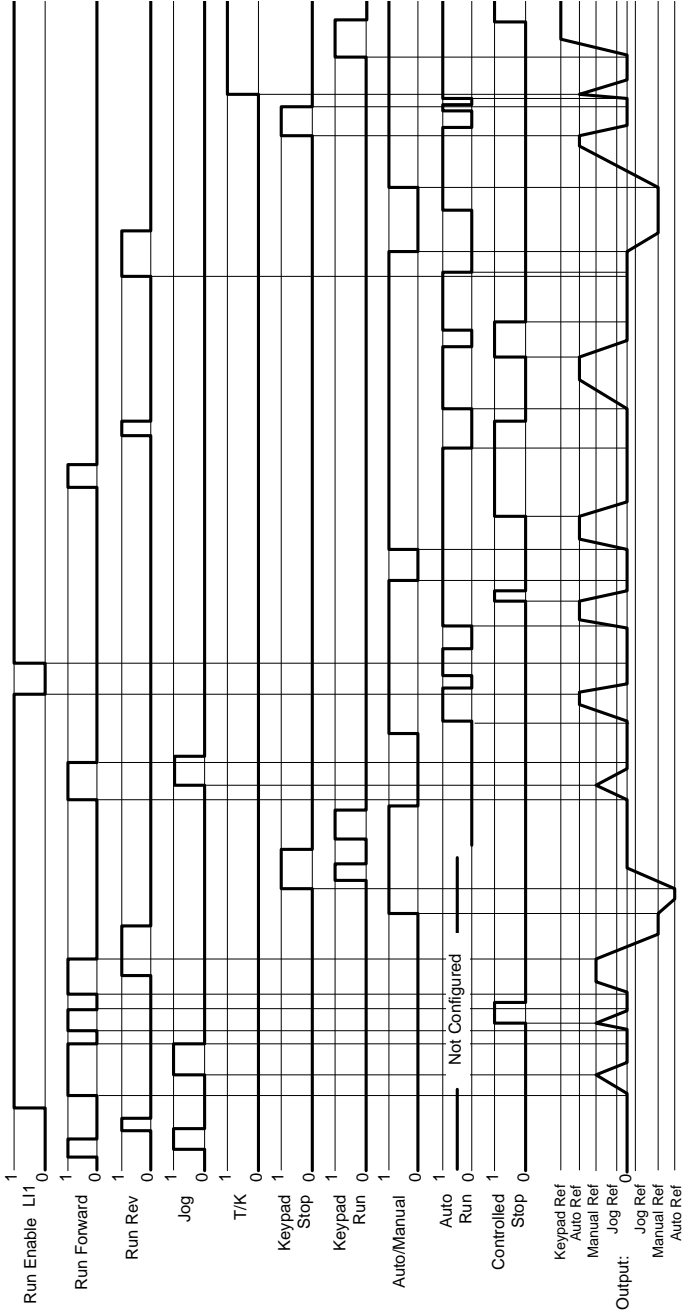 Run Enable LI1
1
0
Run Forward
1
0
Run Rev
1
0
Jog
1
0
T/K
1
0
Keypad
Stop
1
0
Keypad
Run
1
0
Auto/Manual
1
0
Auto
Run
1
0
Not Configured
Controlled
Stop
1
0
Keypad Ref
Auto Ref
Manual Ref
Jog Ref
Output:
0
Jog Ref
Manual Ref
Auto Ref